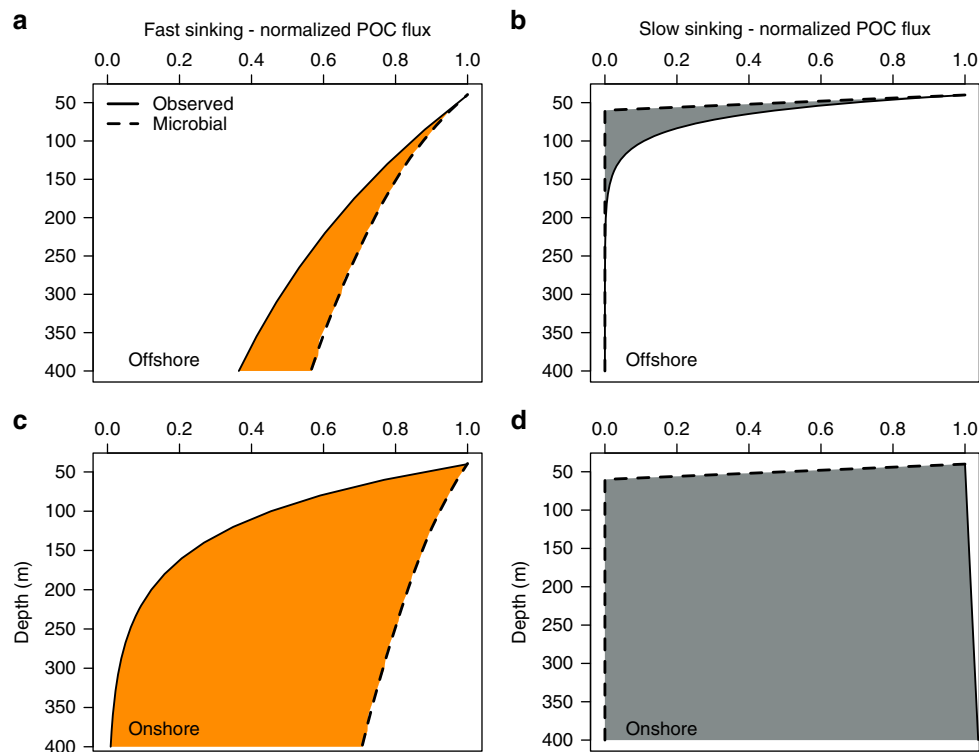 a
Fast sinking - normalized POC flux
0.0 0.2 0.4 0.6 0.8 1.0
50
100
150
200
250
300
350
400
Observed
Microbial
Offshore
b
Slow sinking - normalized POC flux
0.0 0.2 0.4 0.6 0.8 1.0
50
100
150
200
250
300
350
400
Offshore
c
0.0 0.2 0.4 0.6 0.8 1.0
50
100
150
200
250
300
350
400
Depth (m)
Onshore
d
0.0 0.2 0.4 0.6 0.8 1.0
50
100
150
200
250
300
350
400
Depth (m)
Onshore